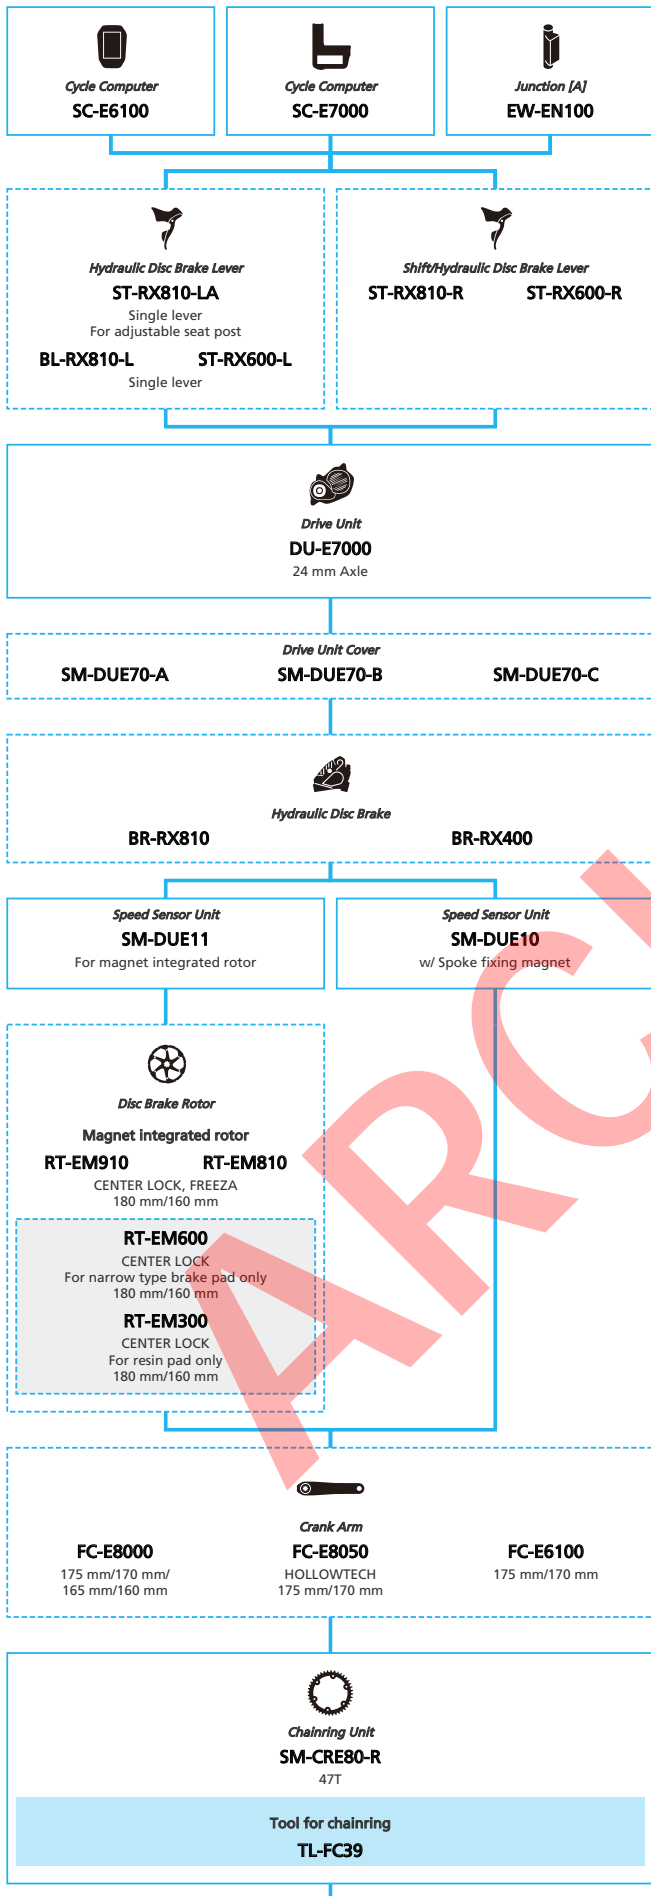 Cycle Computer
SC-E6100
Cycle Computer
SC-E7000
Junction [A]
EW-EN100
Hydraulic Disc Brake Lever
ST-RX810-LA
Single lever
For adjustable seat post
BL-RX810-L ST-RX600-L
Single lever
Shift/Hydraulic Disc Brake Lever
ST-RX810-R ST-RX600-R
Drive Unit
DU-E7000
24 mm Axle
Drive Unit Cover
SM-DUE70-A SM-DUE70-B SM-DUE70-C
Hydraulic Disc Brake
BR-RX810 BR-RX400
Speed Sensor Unit
SM-DUE11
For magnet integrated rotor
Speed Sensor Unit
SM-DUE10
w/ Spoke fixing magnet
Disc Brake Rotor
Magnet integrated rotor
RT-EM910 RT-EM810
CENTER LOCK, FREEZA
180 mm/160 mm
RT-EM600
CENTER LOCK
For narrow type brake pad only
180 mm/160 mm
RT-EM300
CENTER LOCK
For resin pad only
180 mm/160 mm
Crank Arm
FC-E8000
175 mm/170 mm/
165 mm/160 mm
FC-E8050
HOLLOWTECH
175 mm/170 mm
FC-E6100
175 mm/170 mm
Chainring Unit
SM-CRE80-R
47T
Tool for chainring
TL-FC39